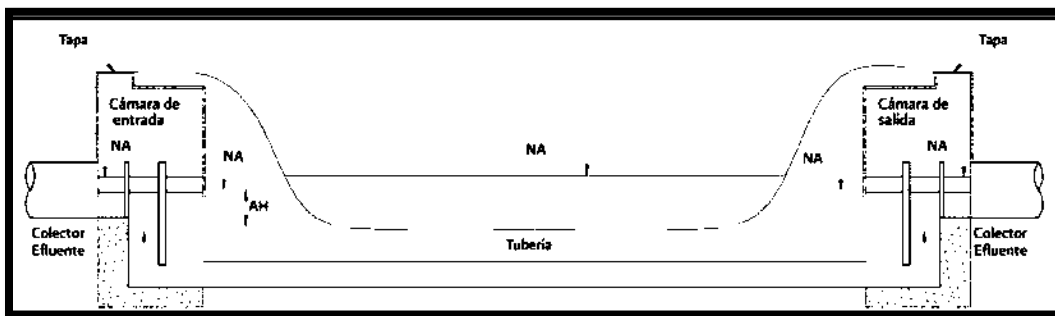 Tapa
Tapa
Cámara de
entrada
Cámara de
salida
NA
NA
NA
NA
NA
AH
Colector
Efluente
Tubería
Colector
Efluente